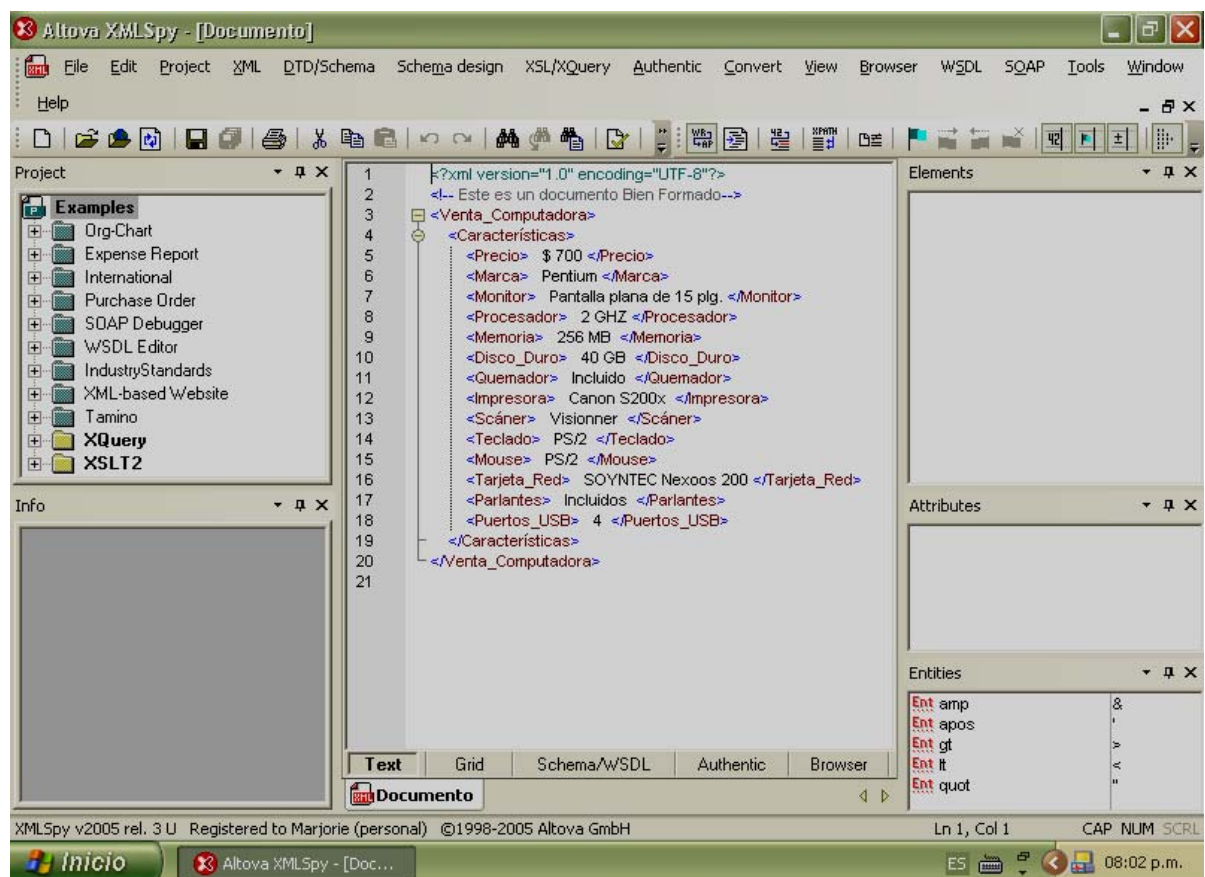 Altova XMLSpy - [Documento]
File Edit Project XML DTD/Schema Schema design XSL/XQuery Authentic Convert View Browser WSDL SOAP Tools Window
Help
Project
Examples
Org-Chart
Expense Report
International
Purchase Order
SOAP Debugger
WSDL Editor
IndustryStandards
XML-based Website
Tamino
XQuery
XSLT2
Info
1 <?xml version="1.0" encoding="UTF-8"?>
2 <!-- Este es un documento Bien Formado-->
3 <Venta_Computadora>
4 <Características>
5 <Precio> $ 700 </Precio>
6 <Marca> Pentium </Marca>
7 <Monitor> Pantalla plana de 15 plg. </Monitor>
8 <Procesador> 2 GHZ </Procesador>
9 <Memoria> 256 MB </Memoria>
10 <Disco_Duro> 40 GB </Disco_Duro>
11 <Quemador> Incluido </Quemador>
12 <Impresora> Canon S200x </Impresora>
13 <Scáner> Visionner </Scáner>
14 <Teclado> PS/2 </Teclado>
15 <Mouse> PS/2 </Mouse>
16 <Tarjeta_Red> SOYNTEC Nexoos 200 </Tarjeta_Red>
17 <Parlantes> Incluidos </Parlantes>
18 <Puertos_USB> 4 </Puertos_USB>
19 </Características>
20 </Venta_Computadora>
21
Text Grid Schema/WSDL Authentic Browser
Documento
Elements
Attributes
Entities
Ent amp &
Ent apos '
Ent gt >
Ent lt <
Ent quot "
XMLSpy v2005 rel. 3 U Registered to Marjorie (personal) ©1998-2005 Altova GmbH Ln 1, Col 1 CAP NUM SCRL
Inicio Altova XMLSpy - [Doc... ES 08:02 p.m.